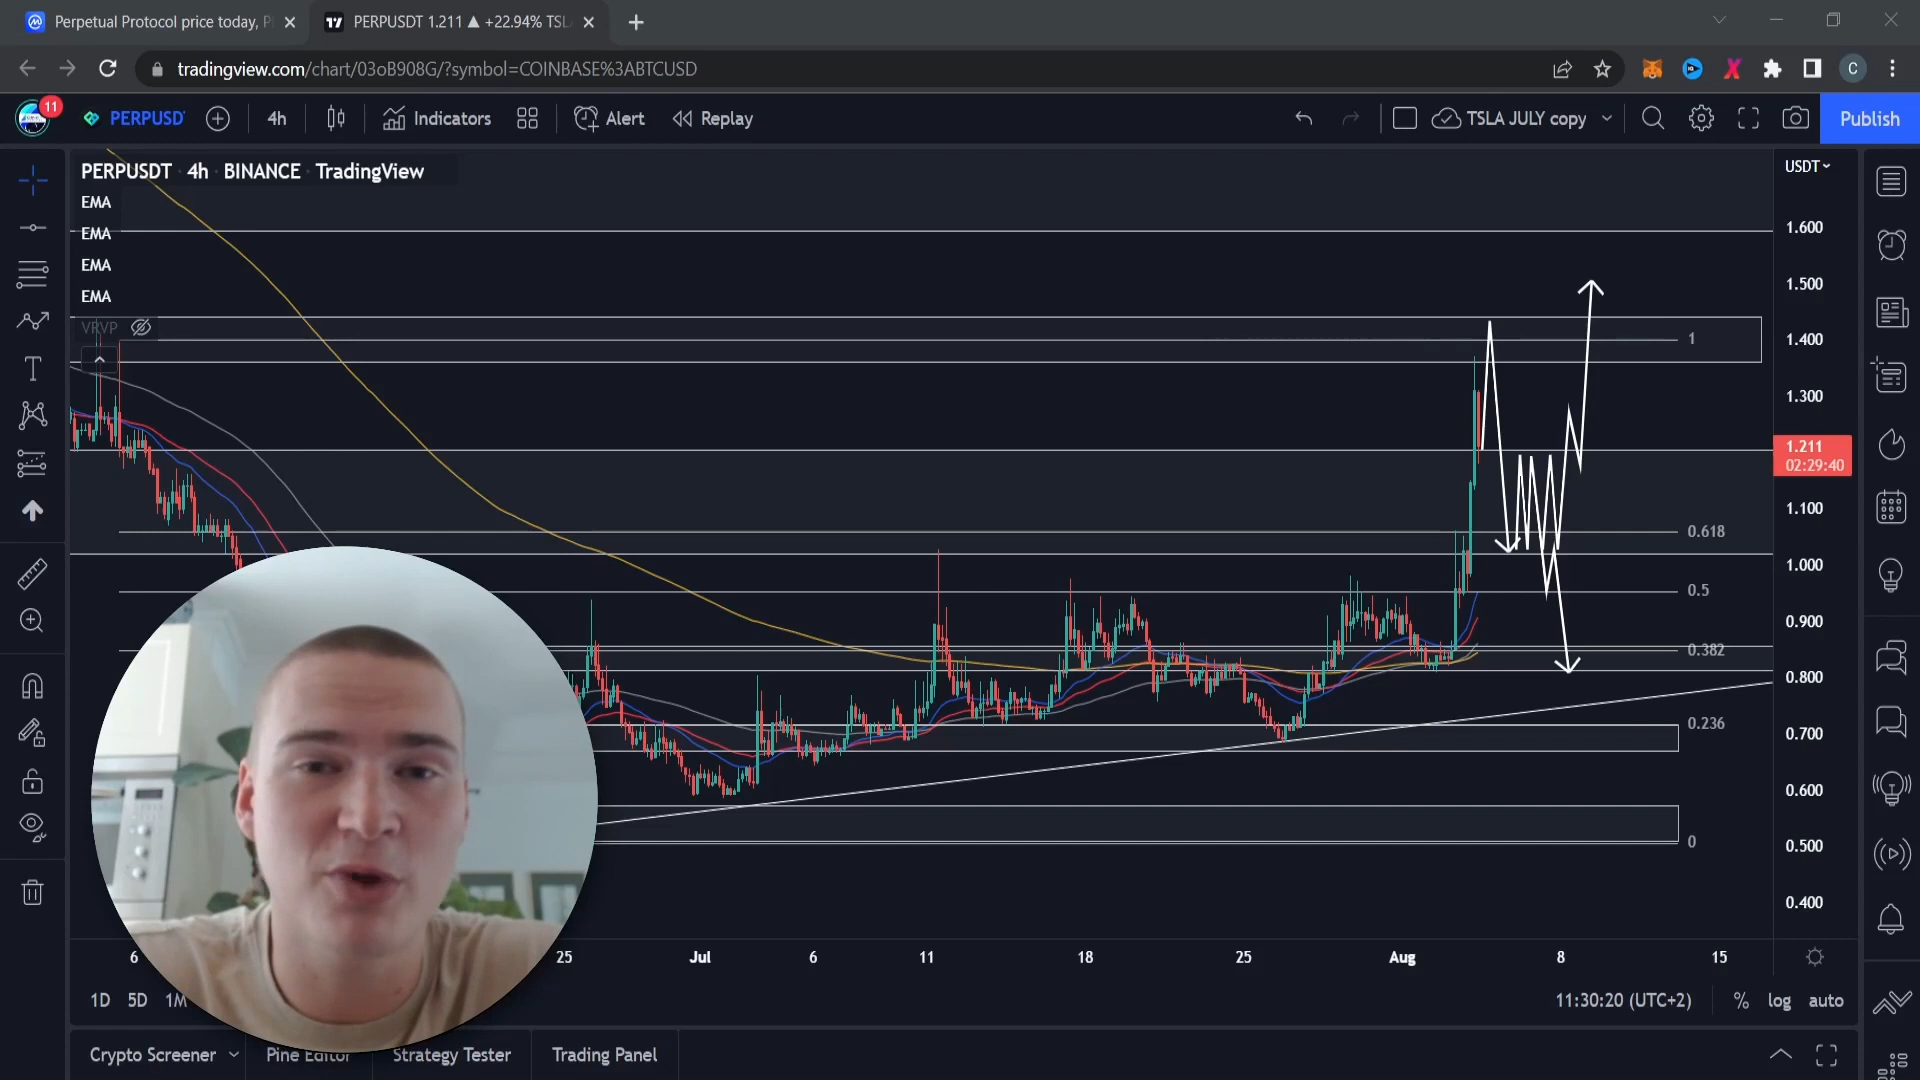 Perpetual Protocol price today, P
PERPUSDT 1.211 ▲ +22.94% TSLA
tradingview.com/chart/03oB908G/?symbol=COINBASE%3ABTCUSD
C
11
PERPUSDT
4h
Indicators
Alert
Replay
TSLA JULY copy
Publish
PERPUSDT · 4h · BINANCE · TradingView
USDT
EMA
EMA
EMA
EMA
VRVP
1.600
1.500
1.400
1.300
1.211
02:29:40
1.100
1.000
0.900
0.800
0.700
0.600
0.500
0.400
1
0.618
0.5
0.382
0.236
0
6
25
Jul
6
11
18
25
Aug
8
15
1D
5D
1M
11:30:20 (UTC+2)
%
log
auto
Crypto Screener
Pine Editor
Strategy Tester
Trading Panel